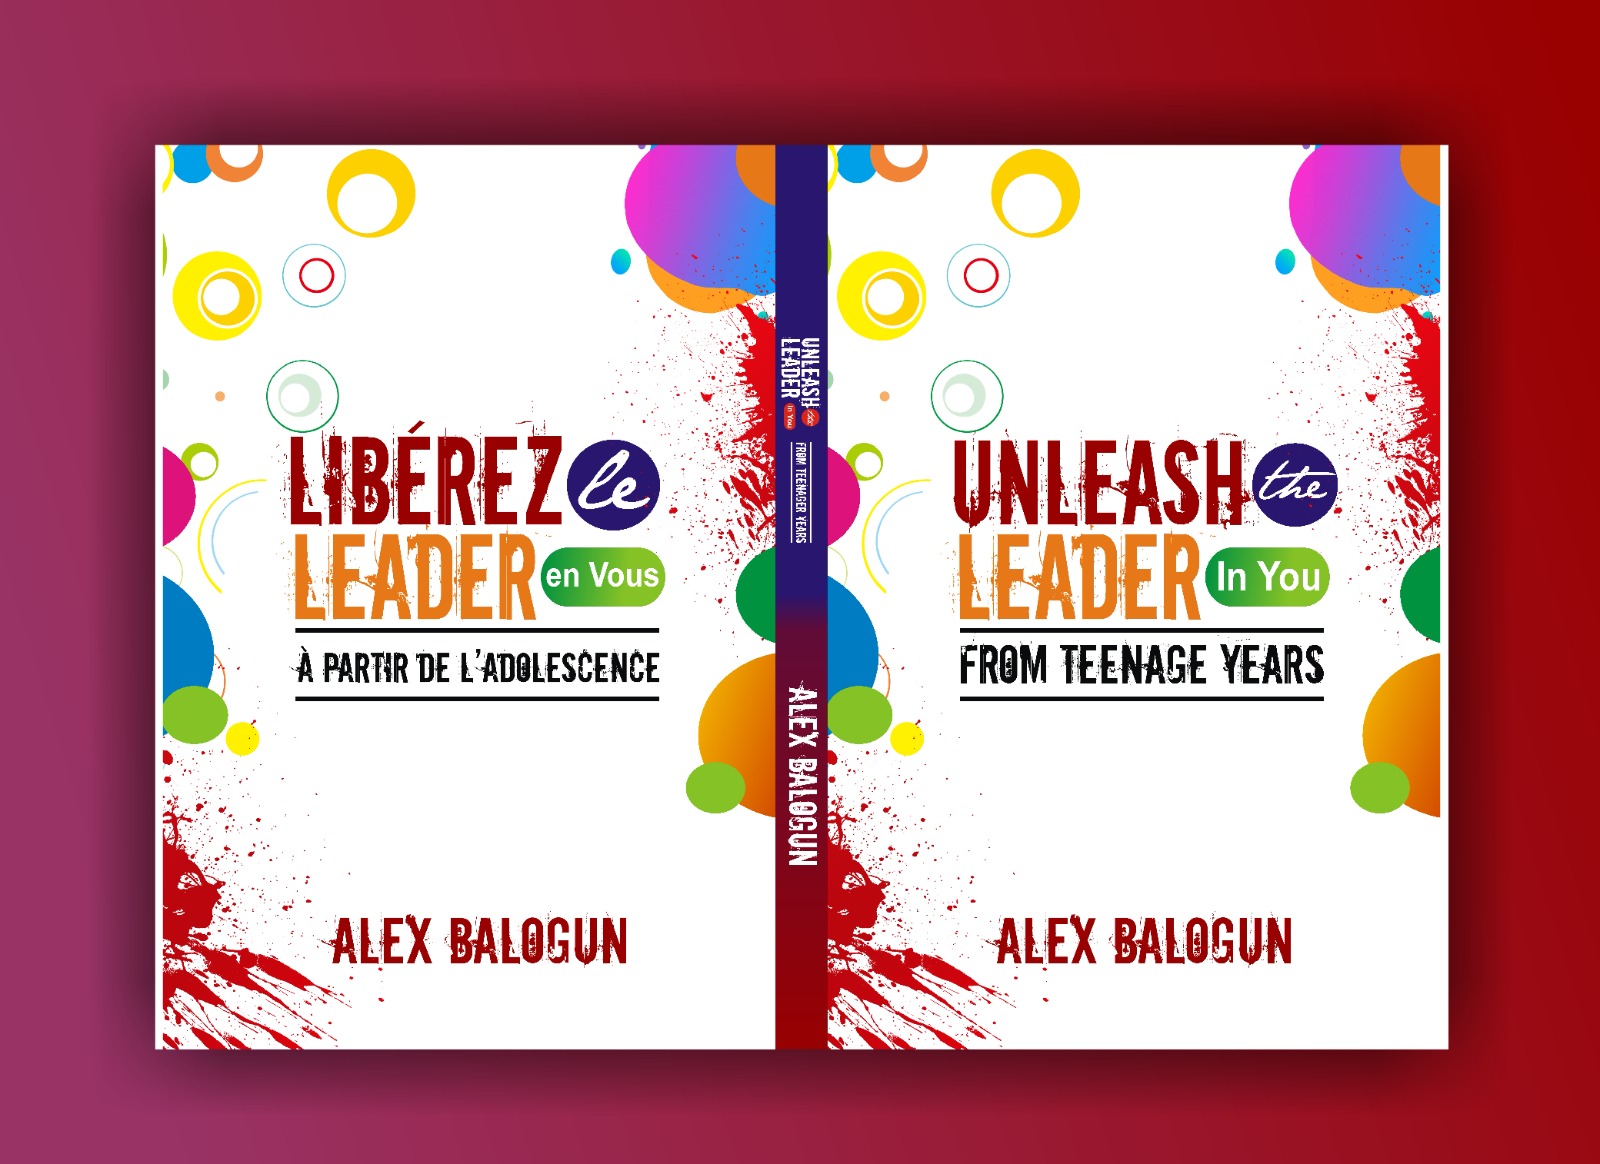 LIBÉREZ le
LEADER en Vous
À PARTIR DE L'ADOLESCENCE
ALEX BALOGUN
UNLEASH the
LEADER In You
FROM TEENAGER YEARS
ALEX BALOGUN
UNLEASH the
LEADER In You
FROM TEENAGE YEARS
ALEX BALOGUN